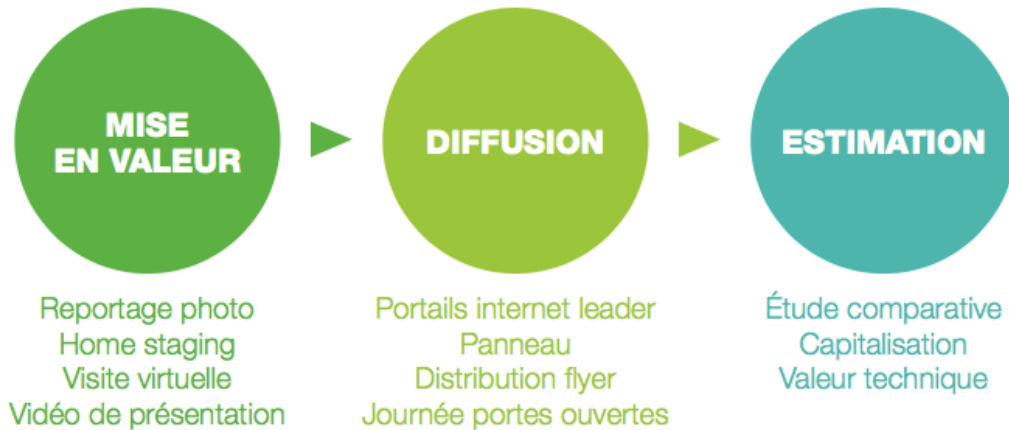 MISE
EN VALEUR
Reportage photo
Home staging
Visite virtuelle
Vidéo de présentation
DIFFUSION
Portails internet leader
Panneau
Distribution flyer
Journée portes ouvertes
ESTIMATION
Étude comparative
Capitalisation
Valeur technique